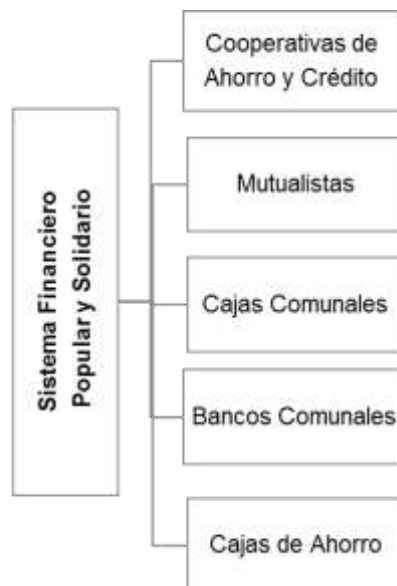 Sistema Financiero
Popular y Solidario
Cooperativas de
Ahorro y Crédito
Mutualistas
Cajas Comunales
Bancos Comunales
Cajas de Ahorro